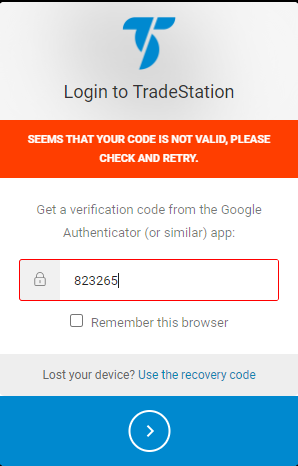 Login to TradeStation
SEEMS THAT YOUR CODE IS NOT VALID, PLEASE
CHECK AND RETRY.
Get a verification code from the Google
Authenticator (or similar) app:
823265
Remember this browser
Lost your device? Use the recovery code